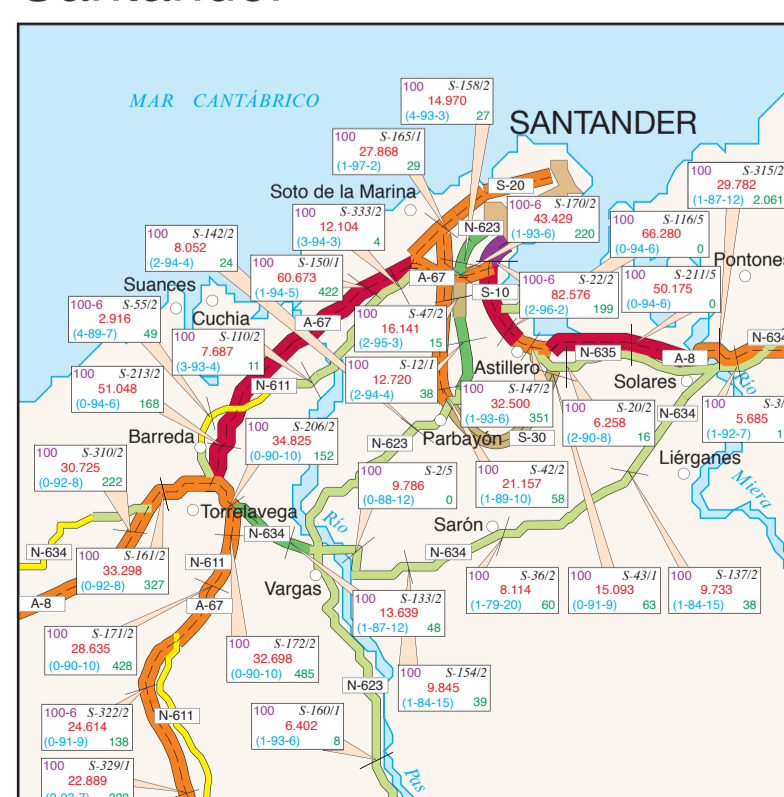 MAR CANTÁBRICO
100 S-158/2
14.970
(4-93-3) 27
SANTANDER
100 S-165/1
27.868
(1-97-2) 29
100 S-315/2
29.782
(1-87-12) 2.061
S-20
Soto de la Marina
100 S-333/2
12.104
(3-94-3) 4
N-623
100-6 S-170/2
43.429
(1-93-6) 220
100 S-116/5
66.280
(0-94-6) 0
100 S-142/2
8.052
(2-94-4) 24
100 S-150/1
60.673
(1-94-5) 422
A-67
100-6 S-22/2
82.576
(2-96-2) 199
100 S-211/5
50.175
(0-94-6) 0
Suances
S-10
100-6 S-55/2
2.916
(4-89-7) 49
Cuchia
A-67
100 S-47/2
16.141
(2-95-3) 15
100 S-110/2
7.687
(3-93-4) 11
N-635
A-8
100 S-12/1
12.720
(2-94-4) 38
Astillero
100 S-213/2
51.048
(0-94-6) 168
N-611
Solares
Río
100 S-147/2
32.500
(1-93-6) 351
100 S-20/2
6.258
(2-90-8) 16
N-634
5.685
(1-92-7)
100 S-206/2
34.825
(0-90-10) 152
Barreda
N-623
Parbayón
S-30
100 S-310/2
30.725
(0-92-8) 222
100 S-2/5
9.786
(0-88-12) 0
100 S-42/2
21.157
(1-89-10) 58
Liérganes
Miera
Torrelavega
Río
Sarón
N-634
N-634
N-634
100 S-161/2
33.298
(0-92-8) 327
N-611
Vargas
100 S-36/2
8.114
(1-79-20) 60
100 S-43/1
15.093
(0-91-9) 63
100 S-137/2
9.733
(1-84-15) 38
A-8
A-67
100 S-133/2
13.639
(1-87-12) 48
100 S-171/2
28.635
(0-90-10) 428
100 S-172/2
32.698
(0-90-10) 485
N-623
100 S-154/2
9.845
(1-84-15) 39
100-6 S-322/2
24.614
(0-91-9) 138
N-611
100 S-160/1
6.402
(1-93-6) 8
100 S-329/1
22.889
Pas